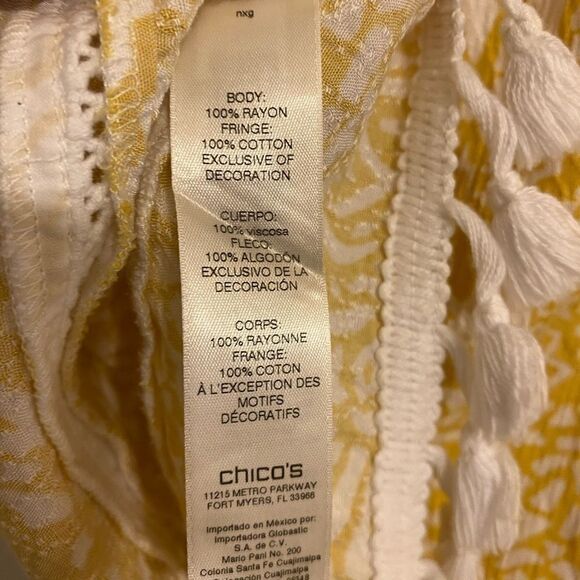 nxg
BODY:
100% RAYON
FRINGE:
100% COTTON
EXCLUSIVE OF
DECORATION
CUERPO:
100% viscosa
FLECO:
100% ALGODÓN
EXCLUSIVO DE LA
DECORACIÓN
CORPS:
100% RAYONNE
FRANGE:
100% COTON
À L'EXCEPTION DES
MOTIFS
DÉCORATIFS
chico's
11215 METRO PARKWAY
FORT MYERS, FL 33966
Importado en México por:
Importadora Globastic
S.A. de C.V.
Mario Pani No. 200
Colonia Santa Fe Cuajimalpa
Delegación Cuajimalpa